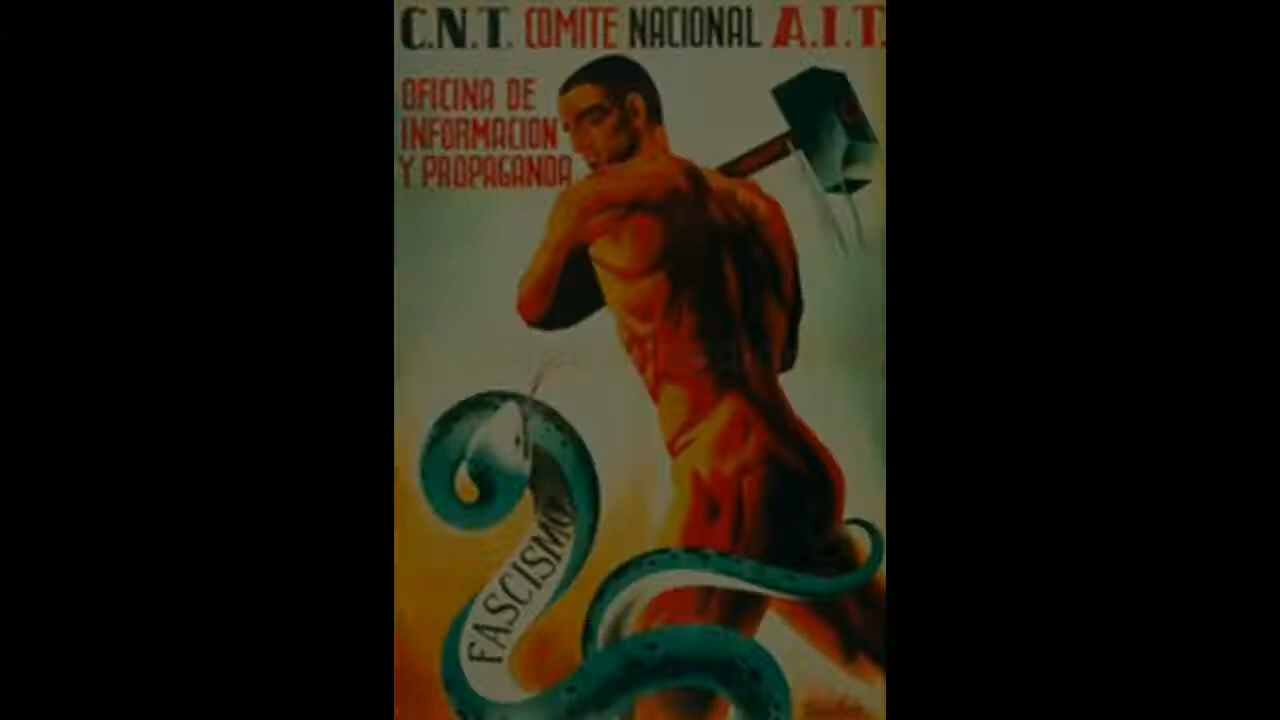 C.N.T. COMITE NACIONAL A.I.T.
OFICINA DE
INFORMACION
Y PROPAGANDA
FASCISMO